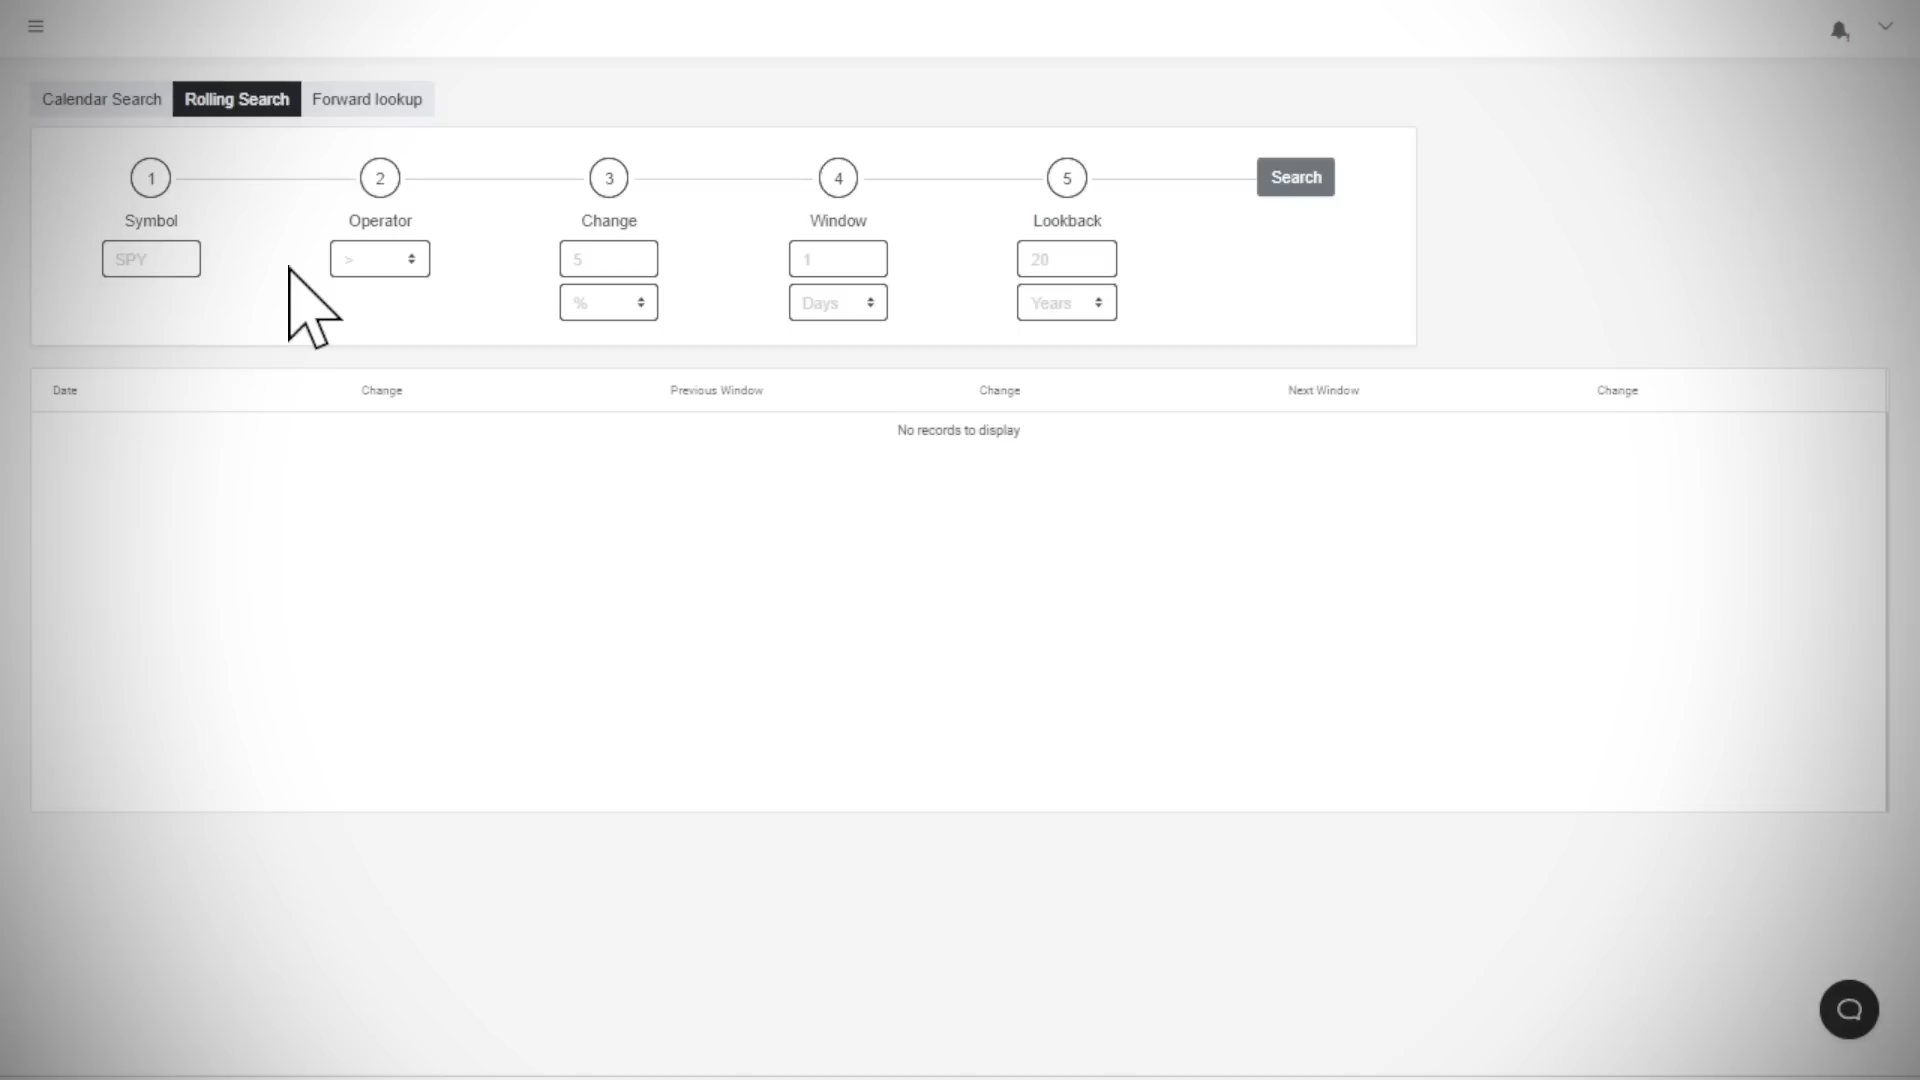 Calendar Search Rolling Search Forward lookup
1 2 3 4 5 Search
Symbol Operator Change Window Lookback
SPY > 5 1 20
% Days Years
Date Change Previous Window Change Next Window Change
No records to display